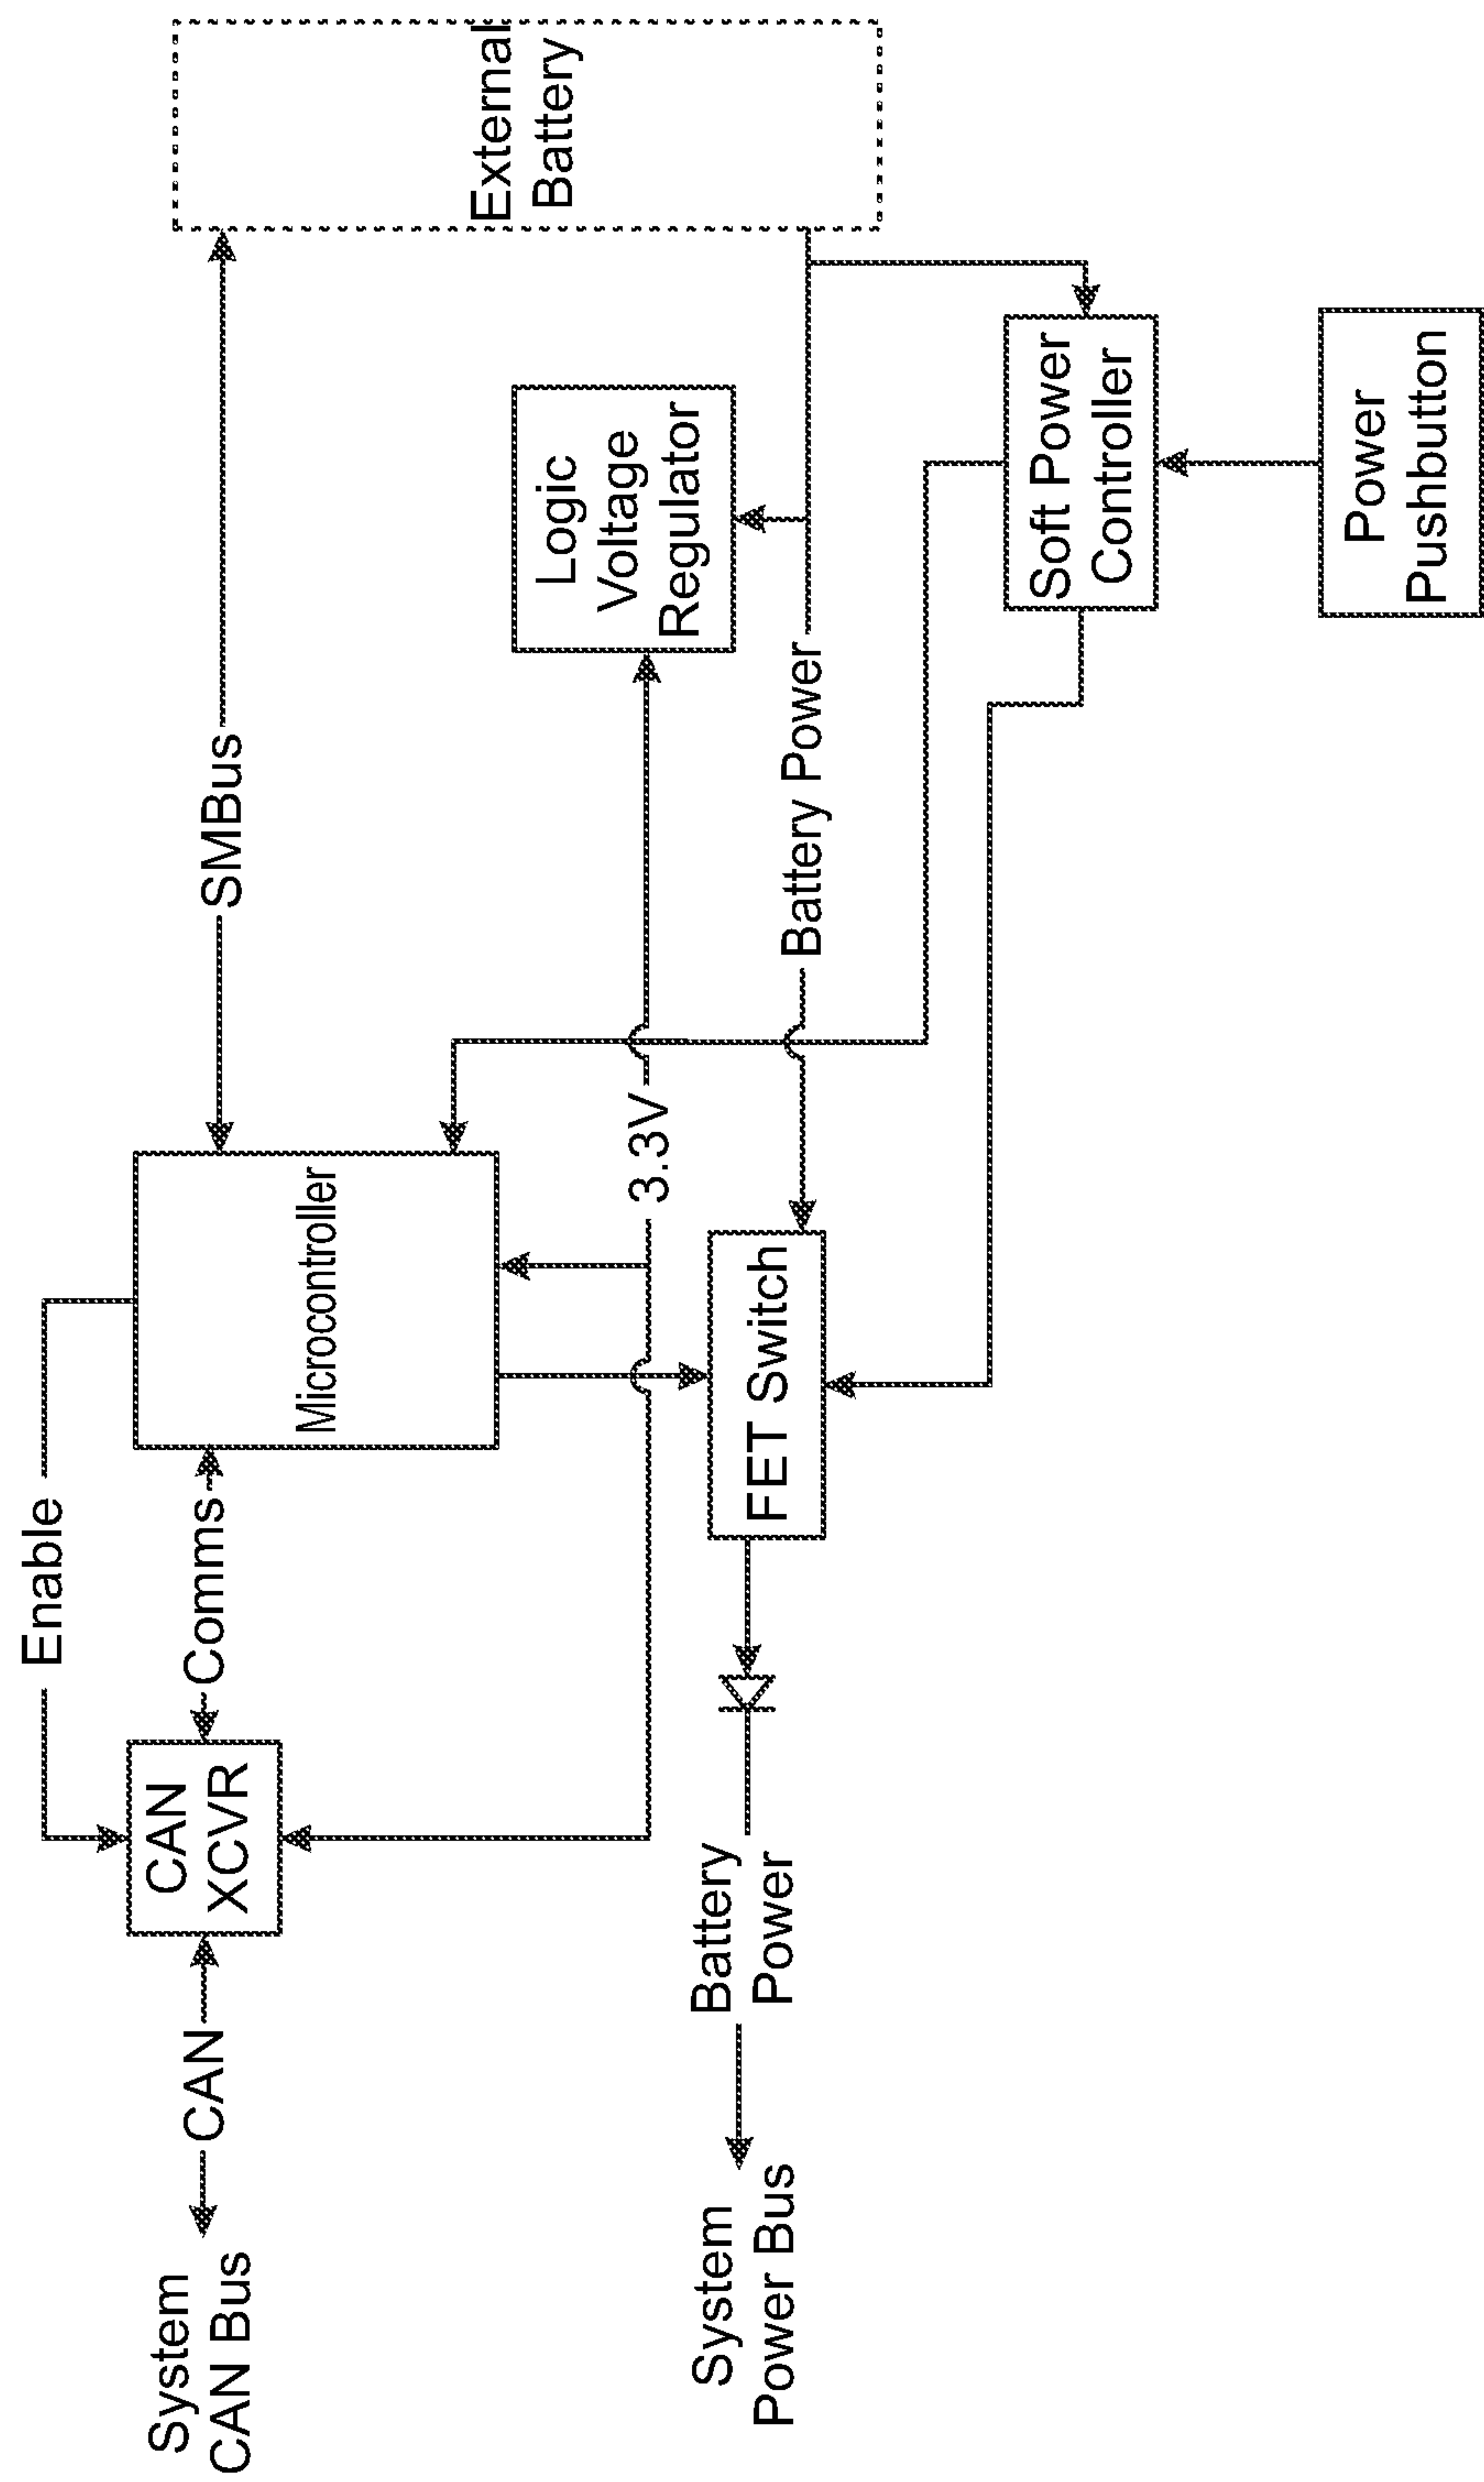 System
CAN Bus
CAN
CAN
XCVR
Enable
Comms
Microcontroller
SMBus
External
Battery
3.3V
Logic
Voltage
Regulator
System
Power Bus
Battery
Power
FET Switch
Battery Power
Soft Power
Controller
Power
Pushbutton